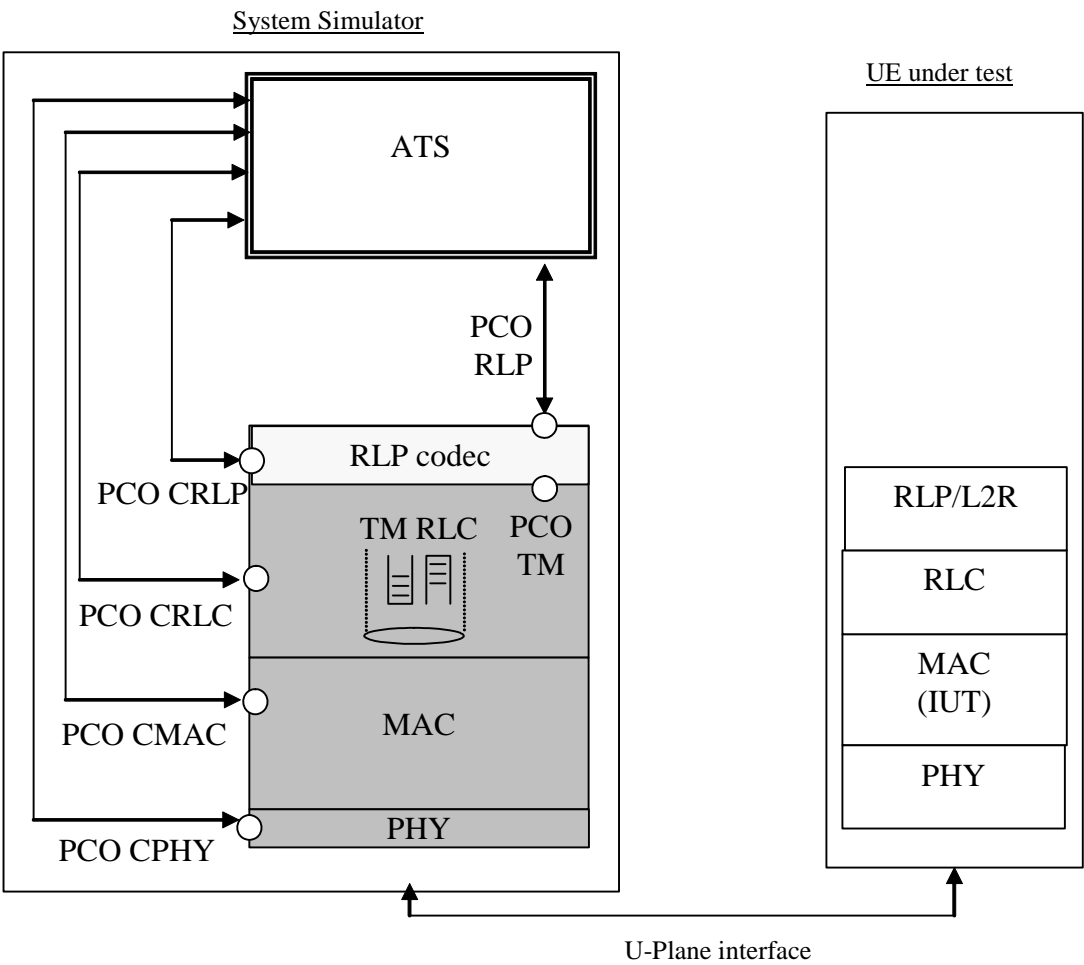 System Simulator
UE under test
ATS
PCO
RLP
RLP codec
PCO CRLP
TM RLC
PCO
TM
PCO CRLC
MAC
PCO CMAC
PHY
PCO CPHY
RLP/L2R
RLC
MAC
(IUT)
PHY
U-Plane interface